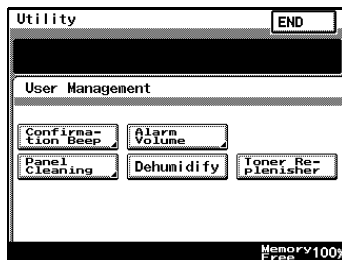 Utility
END
User Management
Confirma-
tion Beep
Alarm
Volume
Panel
Cleaning
Dehumidify
Toner Re-
plenisher
Memory
Free 100%